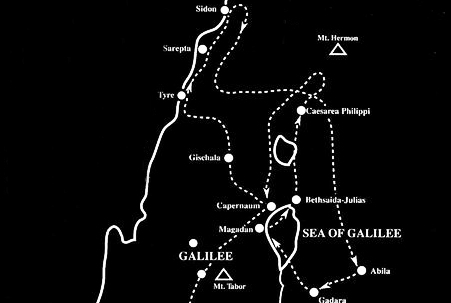 Sidon
Mt. Hermon
Sarepta
Tyre
Caesarea Philippi
Gischala
Capernaum
Bethsaida-Julias
Magadan
SEA OF GALILEE
GALILEE
Abila
Mt. Tabor
Gadara